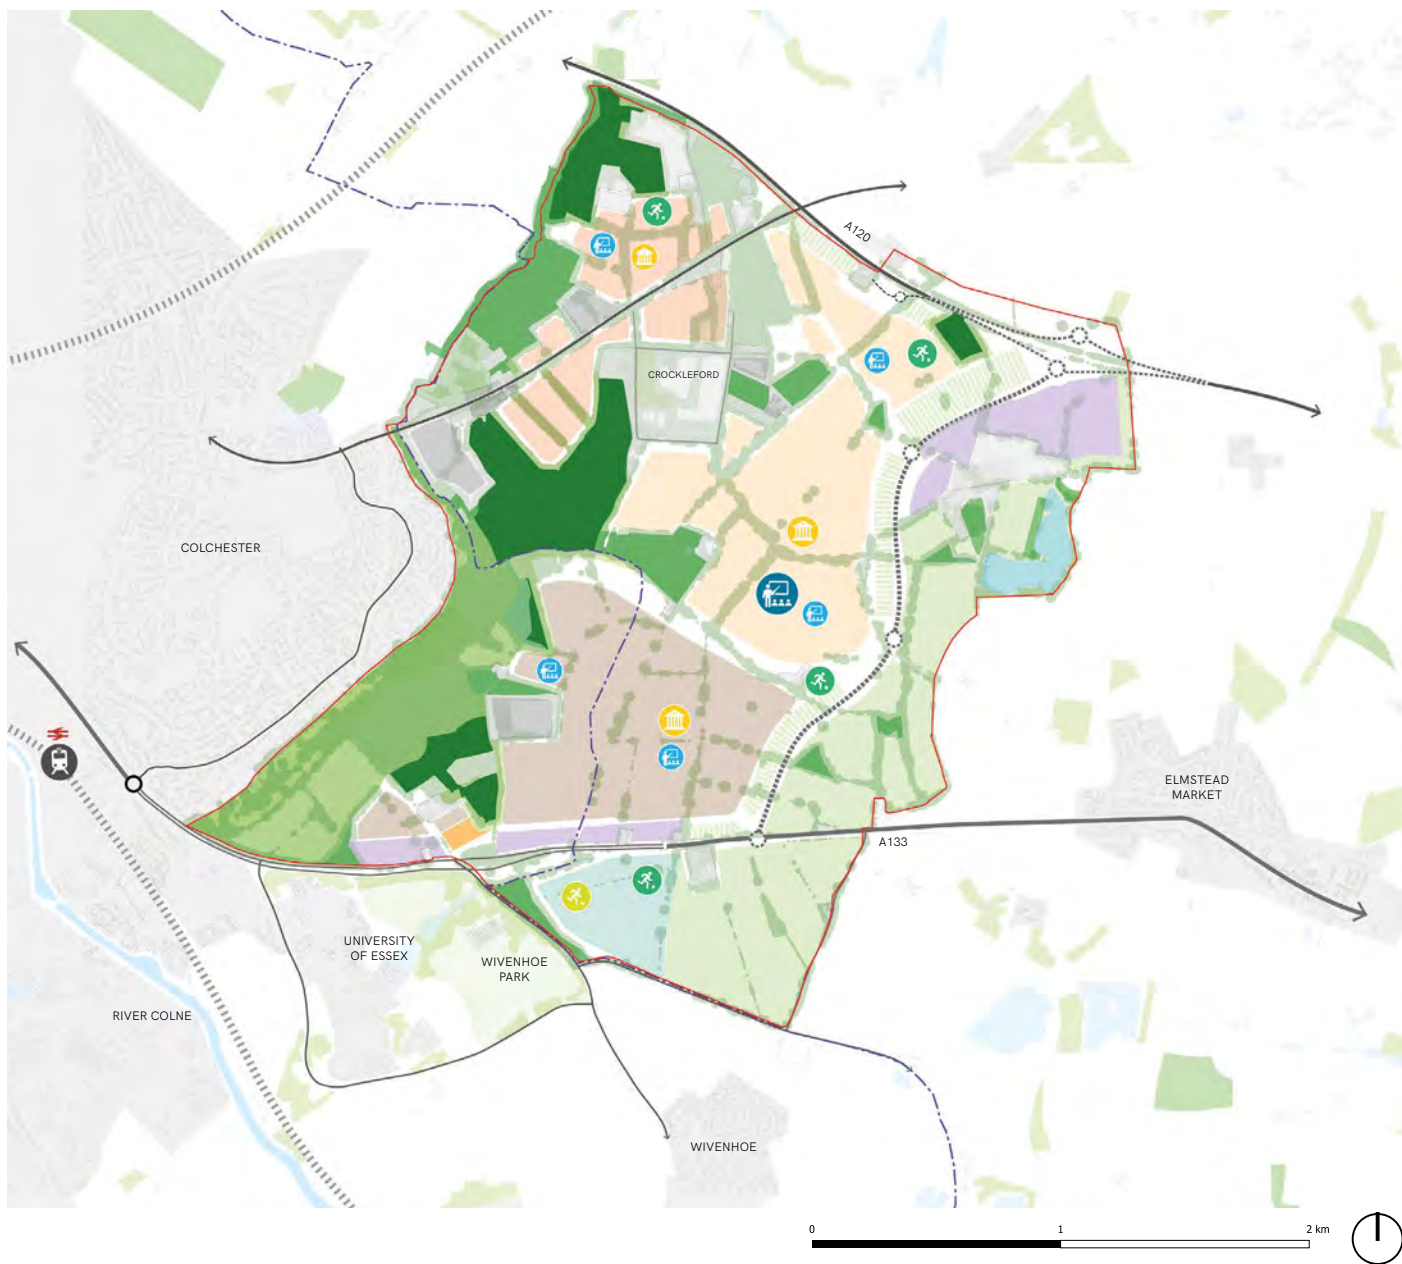 A120
CROCKLEFORD
COLCHESTER
ELMSTEAD
MARKET
A133
UNIVERSITY
OF ESSEX
WIVENHOE
PARK
RIVER COLNE
WIVENHOE
0 1 2 km